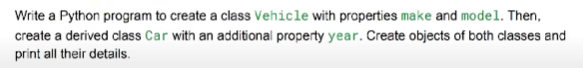 Write a Python program to create a class Vehicle with properties make and model. Then,
create a derived class Car with an additional property year. Create objects of both classes and
print all their details.